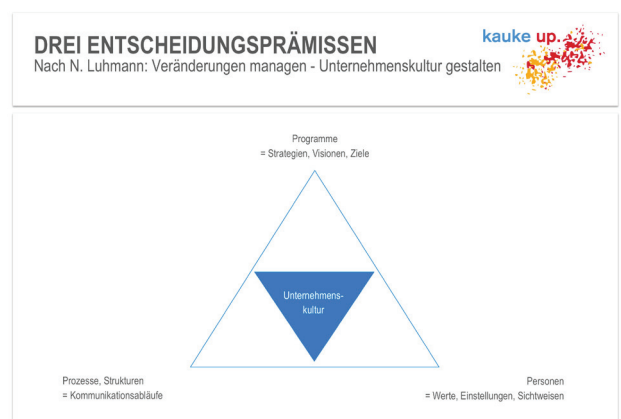 DREI ENTSCHEIDUNGSPRÄMISSEN
Nach N. Luhmann: Veränderungen managen - Unternehmenskultur gestalten
kauke up.
Programme
= Strategien, Visionen, Ziele
Unternehmens-
kultur
Prozesse, Strukturen
= Kommunikationsabläufe
Personen
= Werte, Einstellungen, Sichtweisen